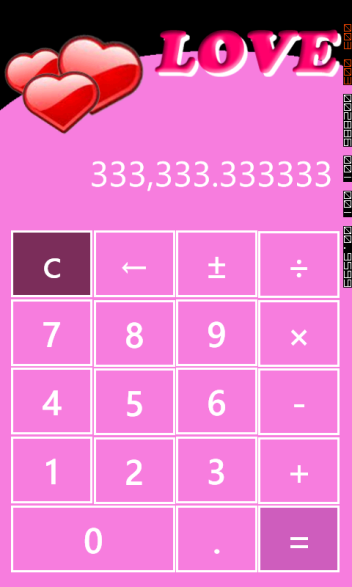 LOVE
333,333.333333
C ← ± ÷
7 8 9 ×
4 5 6 -
1 2 3 +
0 . =